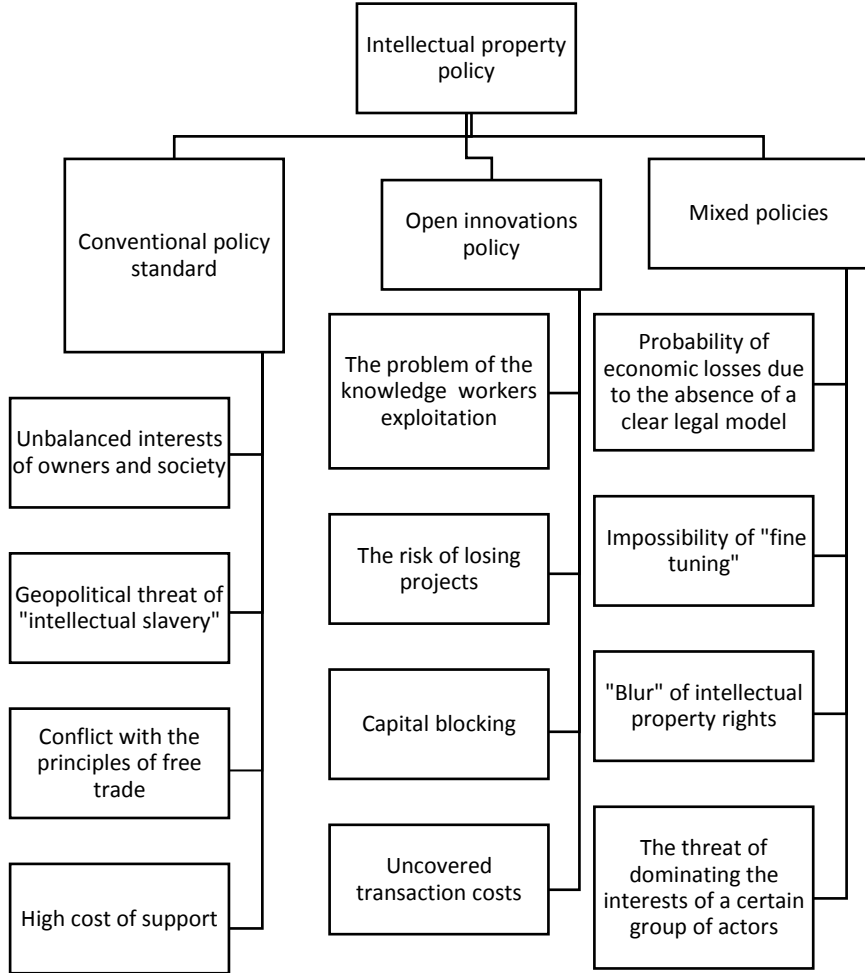 Intellectual property
policy
Conventional policy
standard
Unbalanced interests
of owners and society
Geopolitical threat of
"intellectual slavery"
Conflict with the
principles of free
trade
High cost of support
Open innovations
policy
The problem of the
knowledge workers
exploitation
The risk of losing
projects
Capital blocking
Uncovered
transaction costs
Mixed policies
Probability of
economic losses due
to the absence of a
clear legal model
Impossibility of "fine
tuning"
"Blur" of intellectual
property rights
The threat of
dominating the
interests of a certain
group of actors